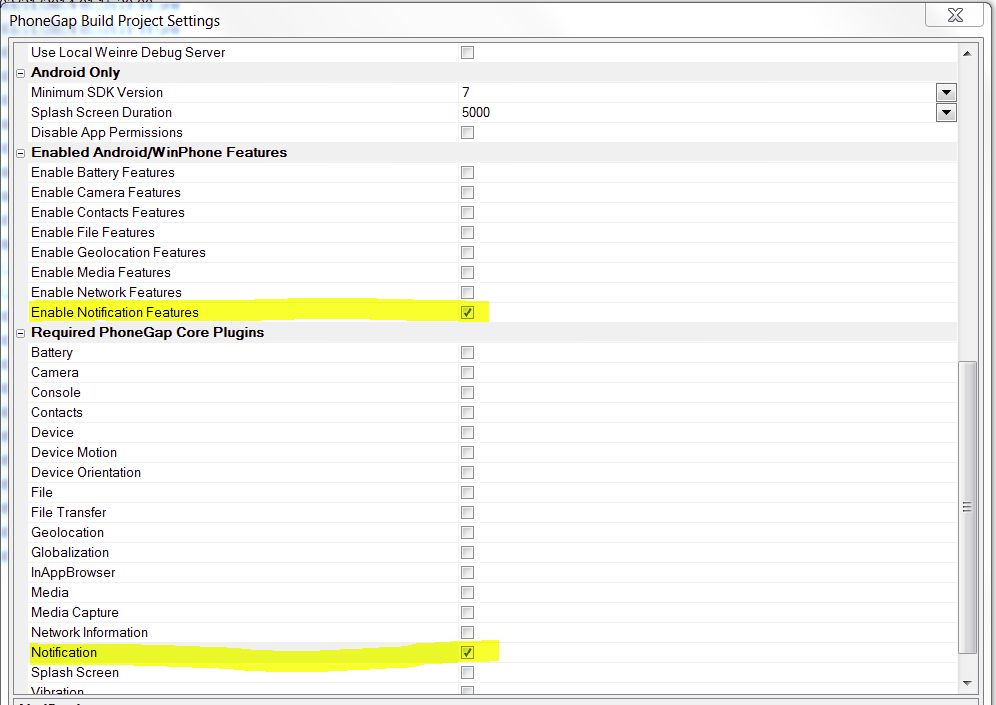 PhoneGap Build Project Settings
Use Local Weinre Debug Server
Android Only
Minimum SDK Version 7
Splash Screen Duration 5000
Disable App Permissions
Enabled Android/WinPhone Features
Enable Battery Features
Enable Camera Features
Enable Contacts Features
Enable File Features
Enable Geolocation Features
Enable Media Features
Enable Network Features
Enable Notification Features
Required PhoneGap Core Plugins
Battery
Camera
Console
Contacts
Device
Device Motion
Device Orientation
File
File Transfer
Geolocation
Globalization
InAppBrowser
Media
Media Capture
Network Information
Notification
Splash Screen
Vibration